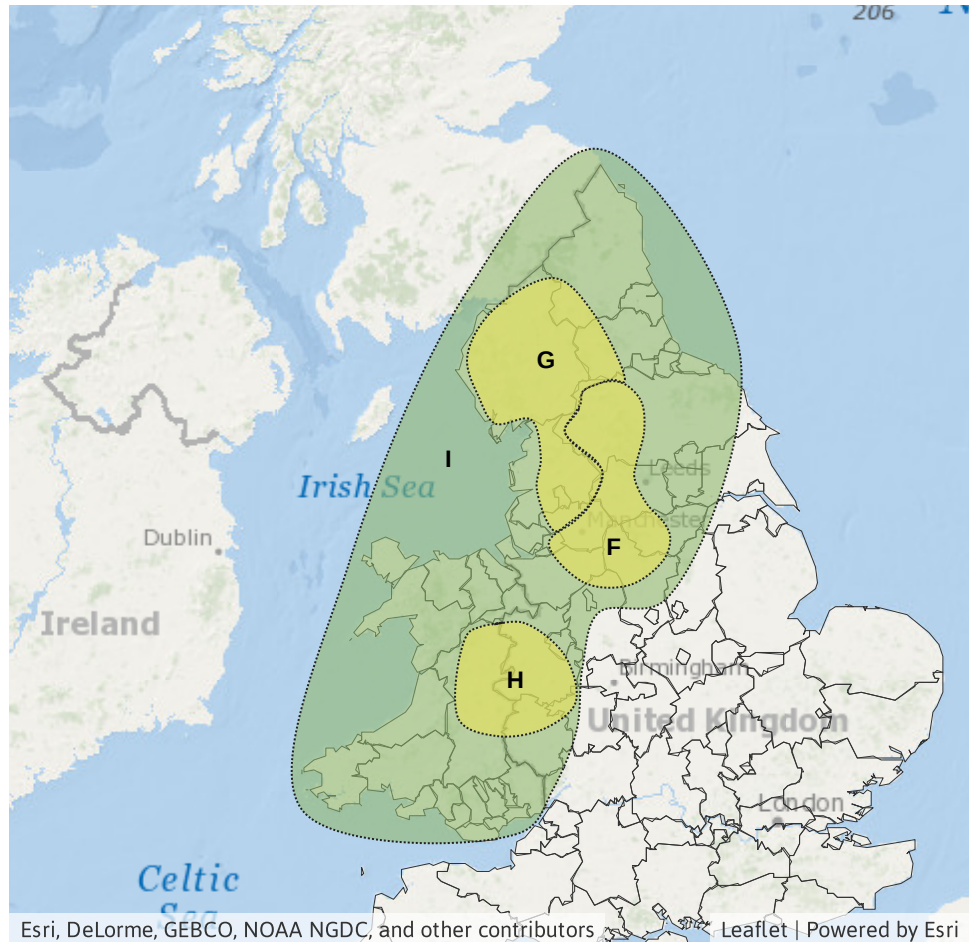 206
G
I
Leeds
Irish Sea
Manchester
Dublin
F
Ireland
Birmingham
H
United Kingdom
London
Celtic
Sea
Esri, DeLorme, GEBCO, NOAA NGDC, and other contributors
Leaflet | Powered by Esri